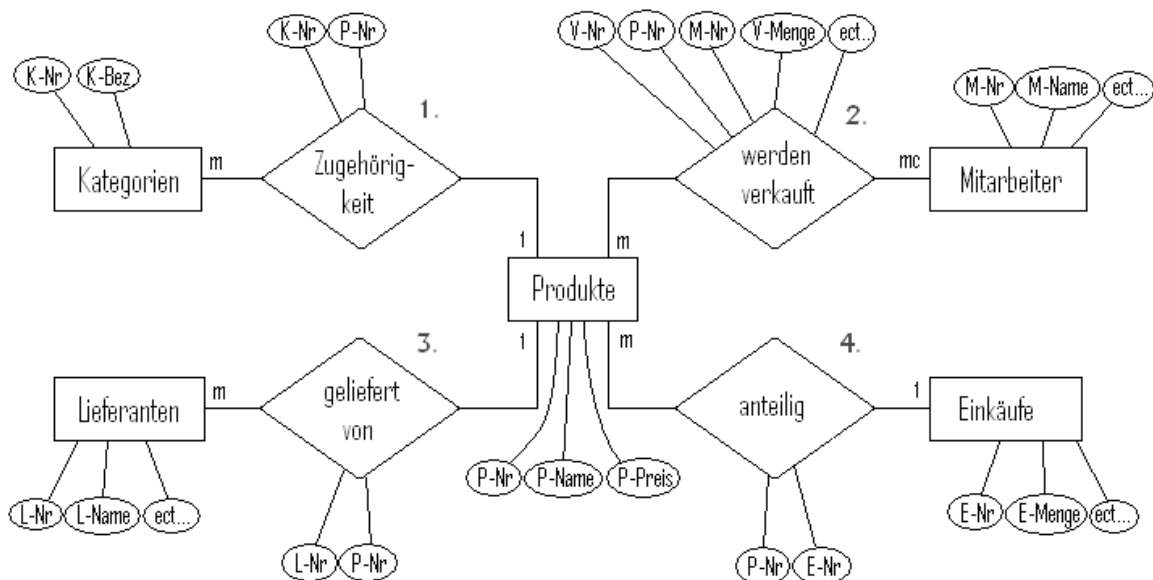 K-Nr P-Nr
V-Nr P-Nr M-Nr V-Menge ect...
K-Nr K-Bez
M-Nr M-Name ect...
1.
2.
Kategorien
m
Zugehörig-
keit
werden
verkauft
mc
Mitarbeiter
1
m
Produkte
1
m
3.
4.
Lieferanten
m
geliefert
von
anteilig
1
Einkäufe
P-Nr P-Name P-Preis
L-Nr L-Name ect...
E-Nr E-Menge ect...
L-Nr P-Nr
P-Nr E-Nr